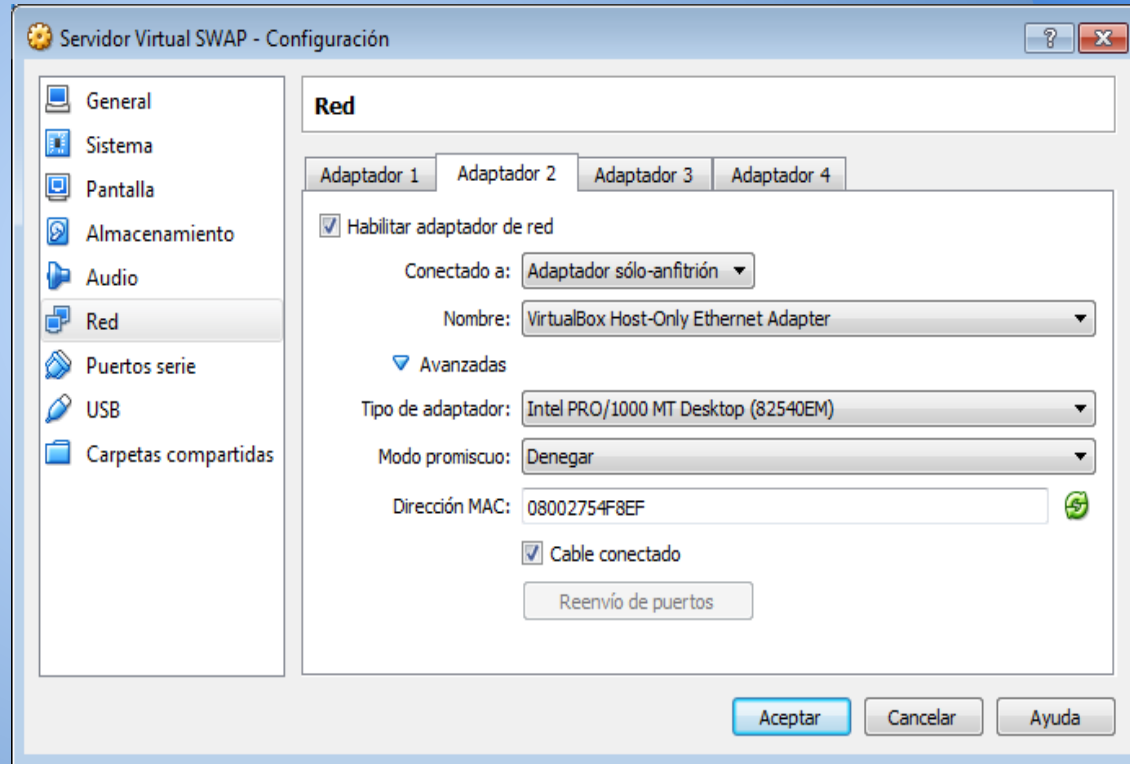 Servidor Virtual SWAP - Configuración
General
Sistema
Pantalla
Almacenamiento
Audio
Red
Puertos serie
USB
Carpetas compartidas
Red
Adaptador 1 Adaptador 2 Adaptador 3 Adaptador 4
Habilitar adaptador de red
Conectado a: Adaptador sólo-anfitrión
Nombre: VirtualBox Host-Only Ethernet Adapter
Avanzadas
Tipo de adaptador: Intel PRO/1000 MT Desktop (82540EM)
Modo promiscuo: Denegar
Dirección MAC: 08002754F8EF
Cable conectado
Reenvío de puertos
Aceptar Cancelar Ayuda